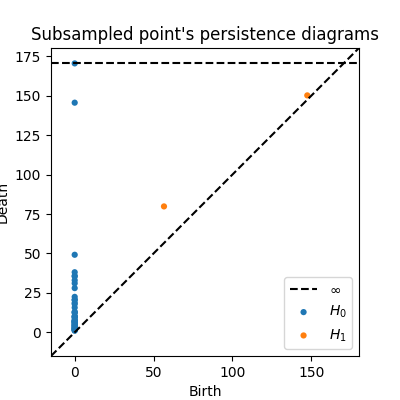 Subsampled point's persistence diagrams
175
150
125
100
75
50
25
0
Death
0
50
100
150
Birth
∞
H₀
H₁